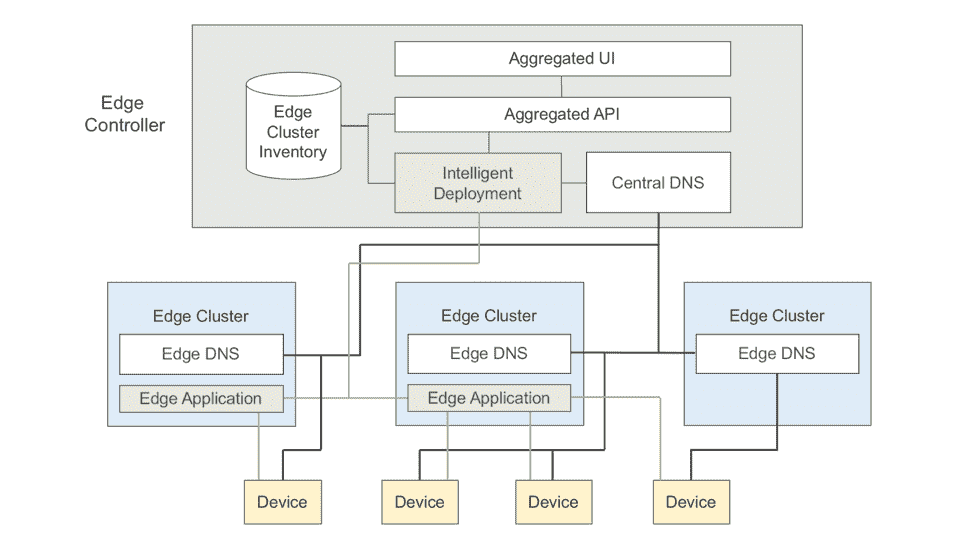 Edge
Controller
Edge
Cluster
Inventory
Aggregated UI
Aggregated API
Intelligent
Deployment
Central DNS
Edge Cluster
Edge DNS
Edge Application
Edge Cluster
Edge DNS
Edge Application
Edge Cluster
Edge DNS
Device
Device
Device
Device